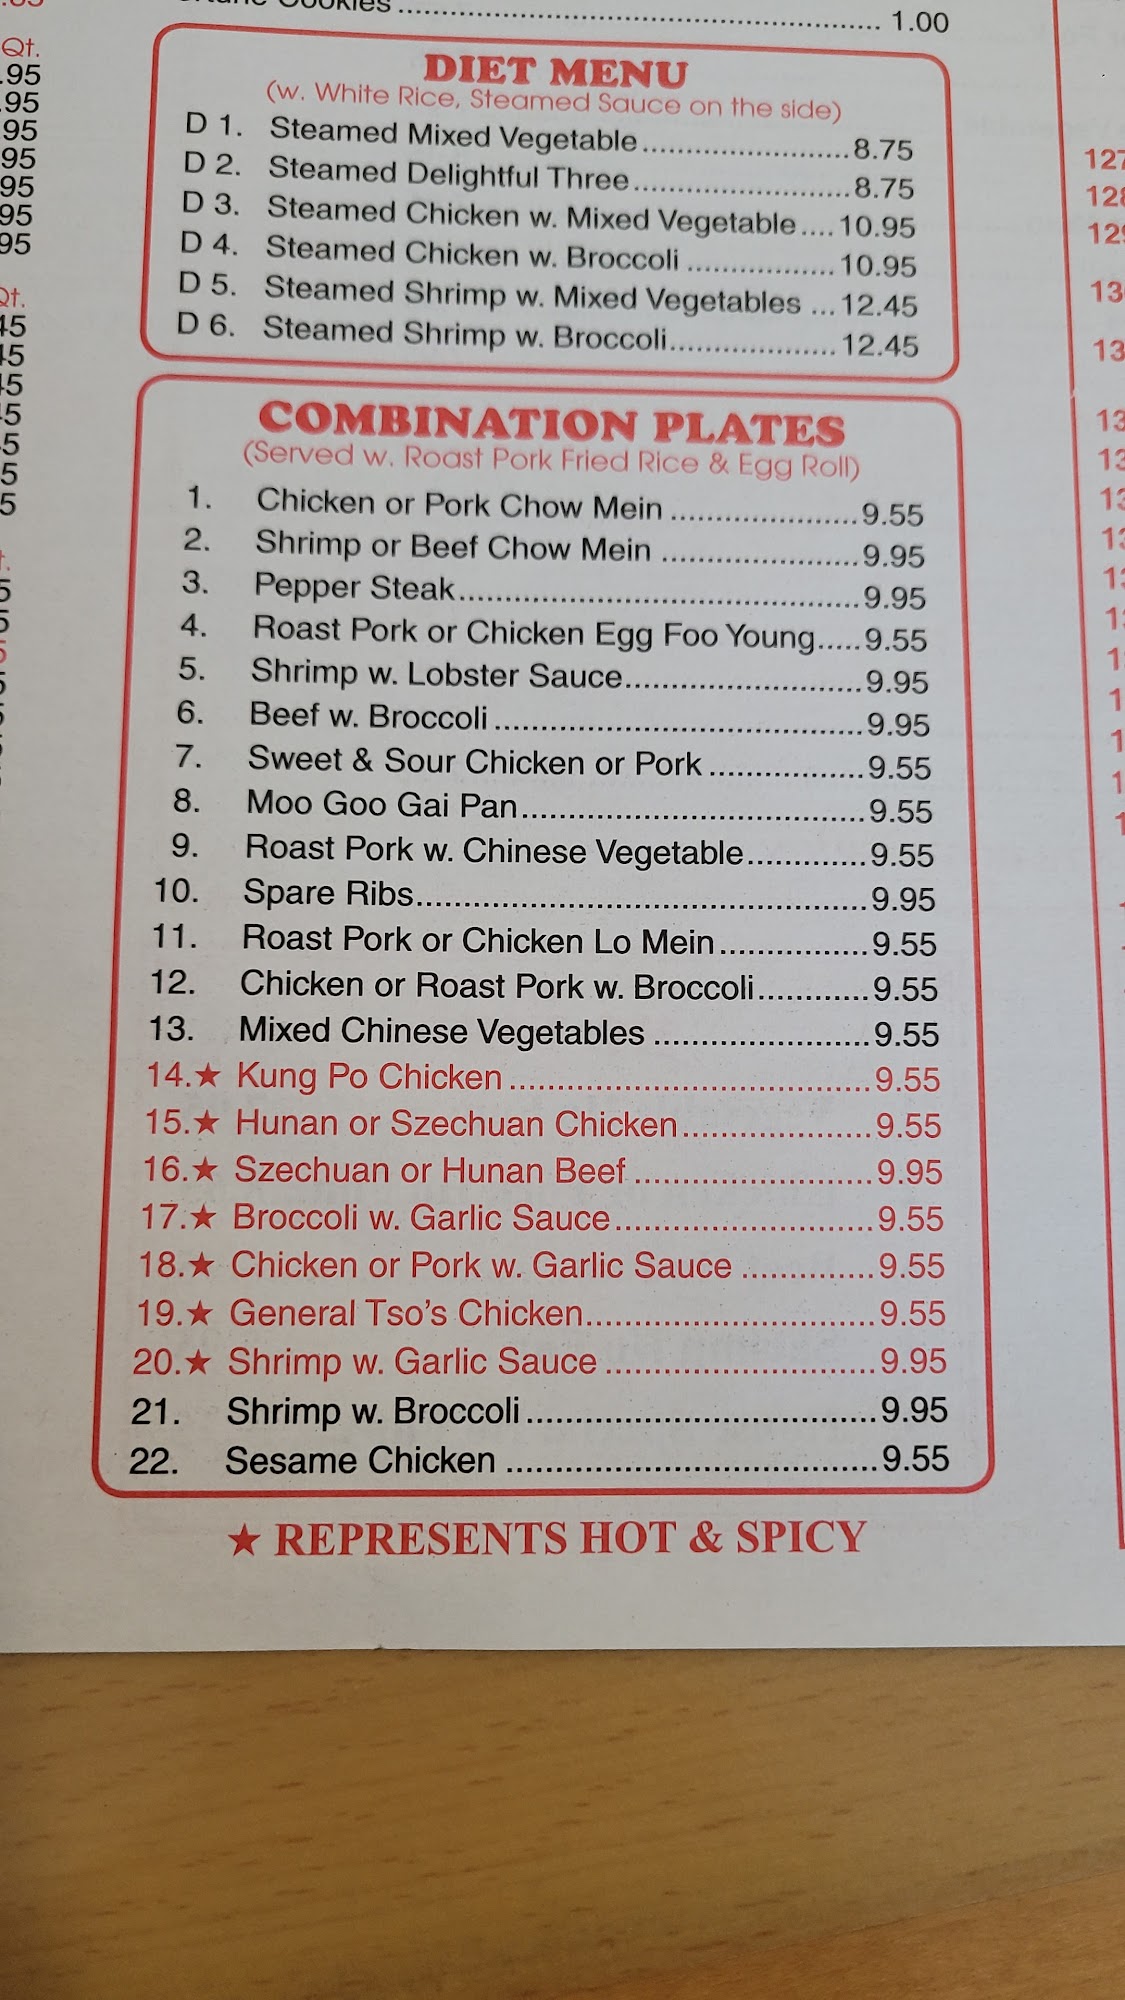 Cookies 1.00
Qt.
.95
.95
.95
.95
.95
.95
.95
Qt.
DIET MENU
(w. White Rice, Steamed Sauce on the side)
D 1. Steamed Mixed Vegetable 8.75
D 2. Steamed Delightful Three 8.75
D 3. Steamed Chicken w. Mixed Vegetable 10.95
D 4. Steamed Chicken w. Broccoli 10.95
D 5. Steamed Shrimp w. Mixed Vegetables 12.45
D 6. Steamed Shrimp w. Broccoli 12.45
COMBINATION PLATES
(Served w. Roast Pork Fried Rice & Egg Roll)
1. Chicken or Pork Chow Mein 9.55
2. Shrimp or Beef Chow Mein 9.95
3. Pepper Steak 9.95
4. Roast Pork or Chicken Egg Foo Young 9.55
5. Shrimp w. Lobster Sauce 9.95
6. Beef w. Broccoli 9.95
7. Sweet & Sour Chicken or Pork 9.55
8. Moo Goo Gai Pan 9.55
9. Roast Pork w. Chinese Vegetable 9.55
10. Spare Ribs 9.95
11. Roast Pork or Chicken Lo Mein 9.55
12. Chicken or Roast Pork w. Broccoli 9.55
13. Mixed Chinese Vegetables 9.55
14.★ Kung Po Chicken 9.55
15.★ Hunan or Szechuan Chicken 9.55
16.★ Szechuan or Hunan Beef 9.95
17.★ Broccoli w. Garlic Sauce 9.55
18.★ Chicken or Pork w. Garlic Sauce 9.55
19.★ General Tso's Chicken 9.55
20.★ Shrimp w. Garlic Sauce 9.95
21. Shrimp w. Broccoli 9.95
22. Sesame Chicken 9.55
★ REPRESENTS HOT & SPICY